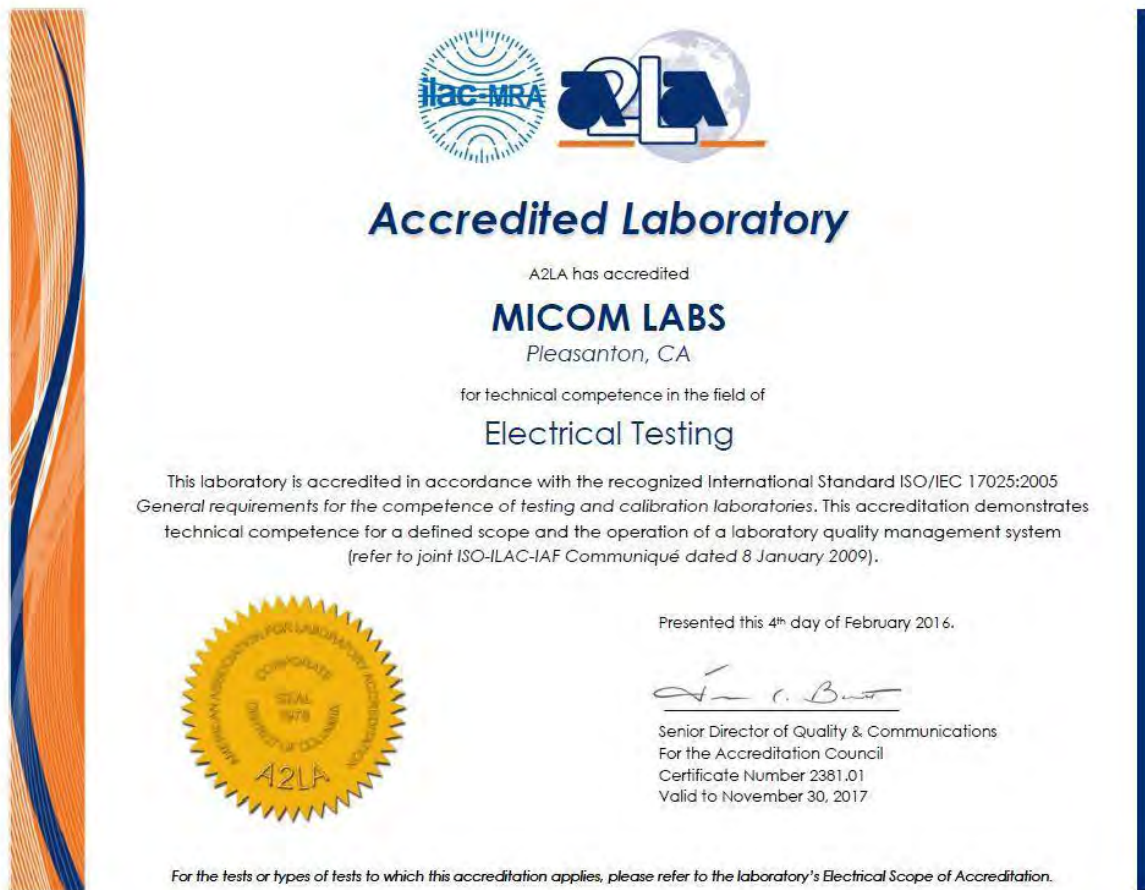 ilac-MRA
A2LA
Accredited Laboratory
A2LA has accredited
MICOM LABS
Pleasanton, CA
for technical competence in the field of
Electrical Testing
This laboratory is accredited in accordance with the recognized International Standard ISO/IEC 17025:2005
General requirements for the competence of testing and calibration laboratories. This accreditation demonstrates
technical competence for a defined scope and the operation of a laboratory quality management system
(refer to joint ISO-ILAC-IAF Communiqué dated 8 January 2009).
AMERICAN ASSOCIATION FOR LABORATORY ACCREDITATION
CORPORATE
SEAL
1978
DISTRICT OF COLUMBIA
A2LA
Presented this 4th day of February 2016.
Senior Director of Quality & Communications
For the Accreditation Council
Certificate Number 2381.01
Valid to November 30, 2017
For the tests or types of tests to which this accreditation applies, please refer to the laboratory's Electrical Scope of Accreditation.